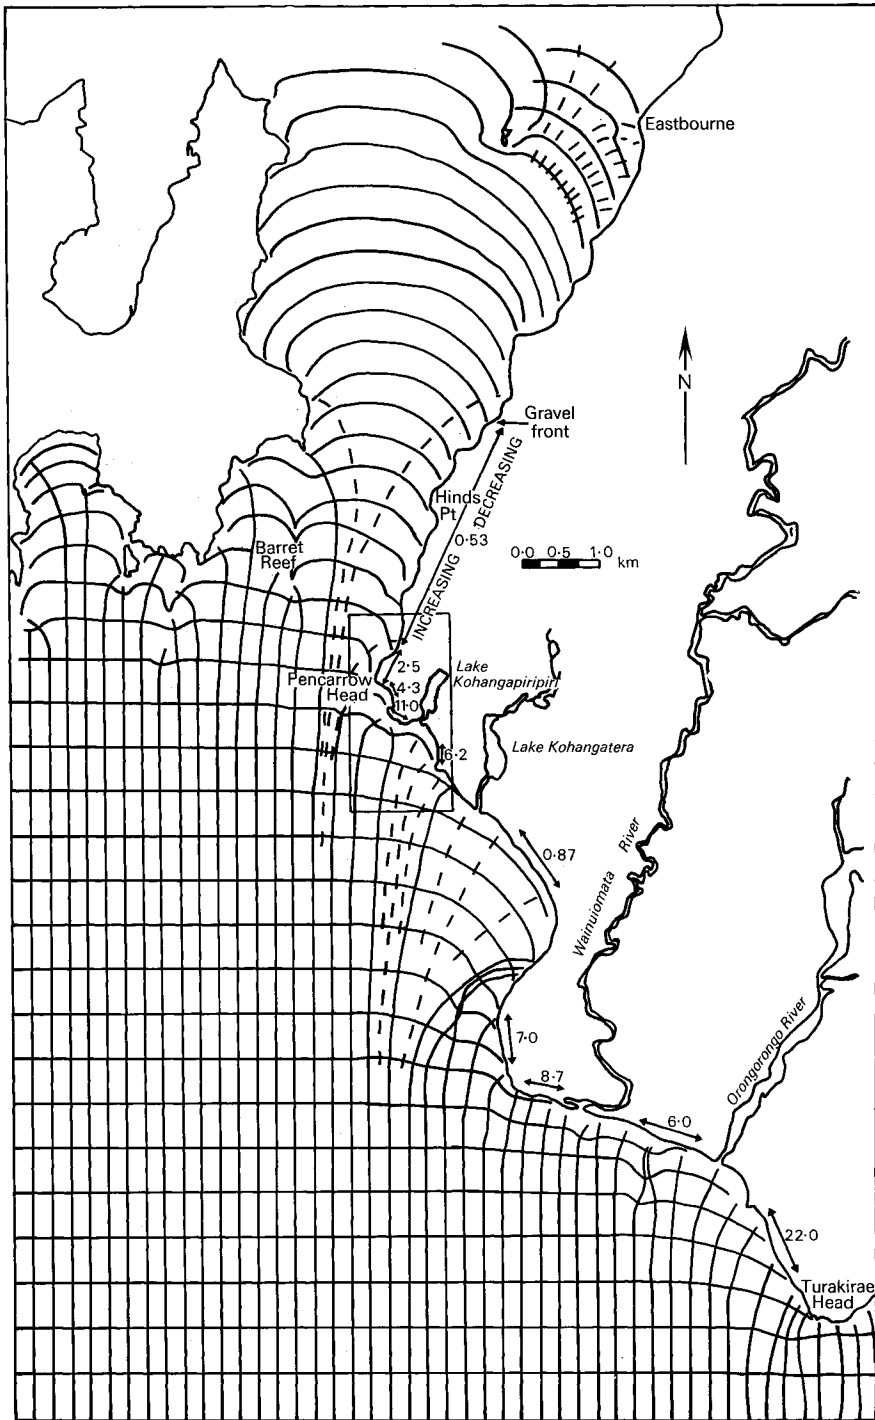 Eastbourne
N
Gravel
front
Hinds
Pt
DECREASING
0·53
INCREASING
0·0 0·5 1·0
km
Barret
Reef
2·5
Pencarrow
Head
4·3
11·0
Lake
Kohangapiripiri
6·2
Lake Kohangatera
0·87
Wainuiomata River
7·0
8·7
6·0
Orongorongo River
22·0
Turakirae
Head